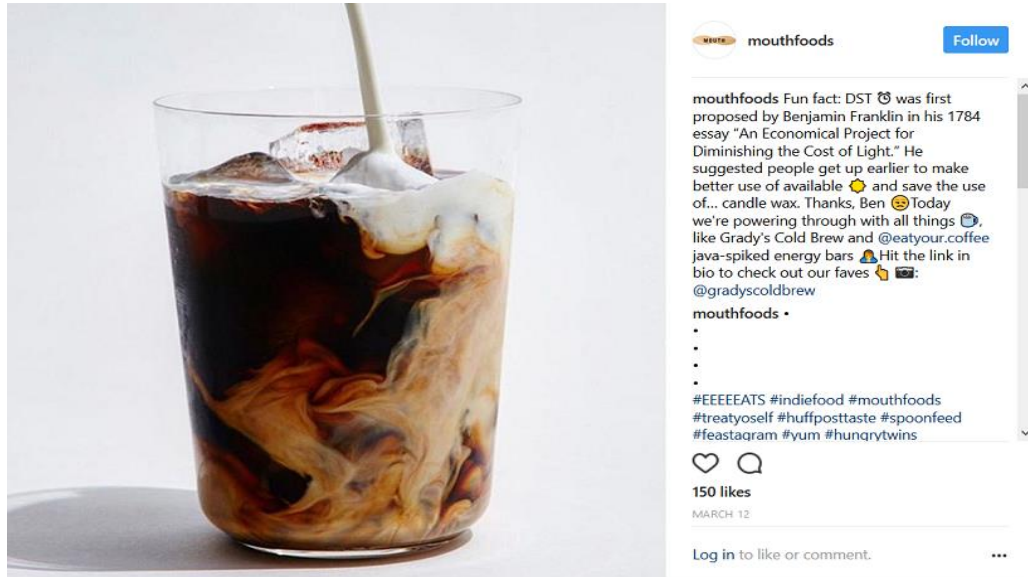 MOUTH
mouthfoods
Follow
mouthfoods Fun fact: DST ⏰ was first
proposed by Benjamin Franklin in his 1784
essay “An Economical Project for
Diminishing the Cost of Light.” He
suggested people get up earlier to make
better use of available ☀️ and save the use
of... candle wax. Thanks, Ben 😒Today
we're powering through with all things ☕,
like Grady's Cold Brew and @eatyour.coffee
java-spiked energy bars 🤦Hit the link in
bio to check out our faves 👆 📷:
@gradyscoldbrew
mouthfoods •
•
•
•
•
#EEEEEATS #indiefood #mouthfoods
#treatyoself #huffposttaste #spoonfeed
#feastagram #yum #hungrytwins
150 likes
MARCH 12
Log in to like or comment.